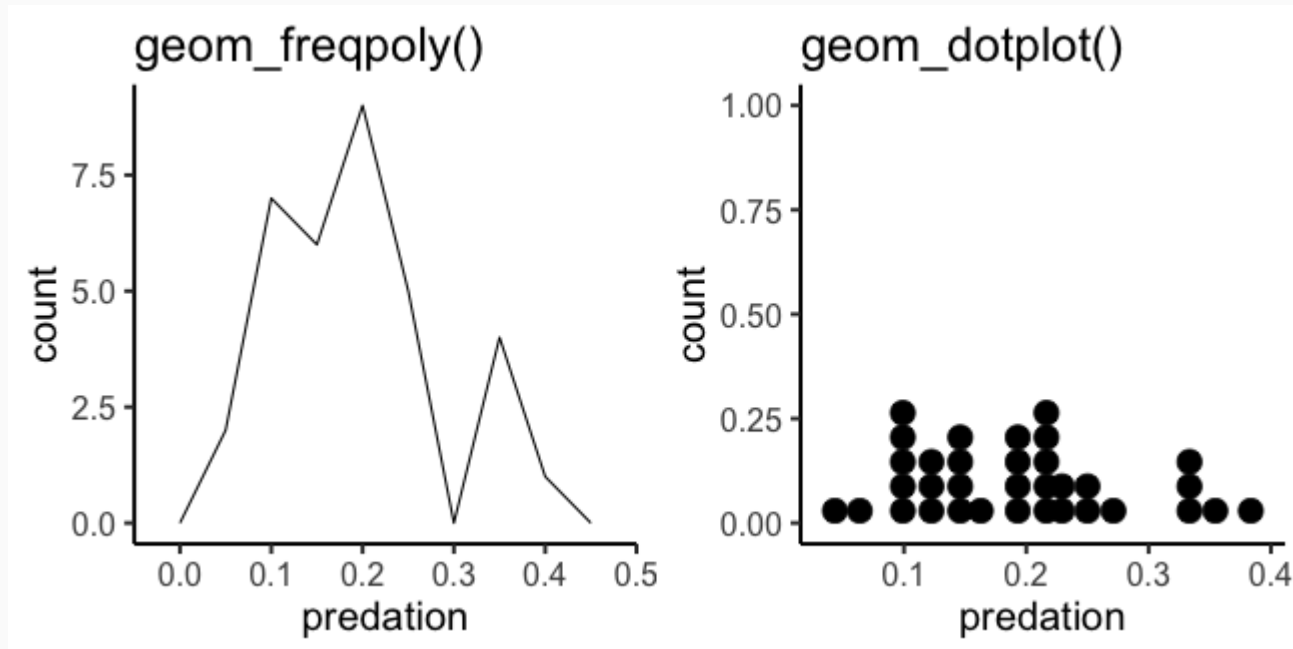 geom_freqpoly()
7.5
5.0
2.5
0.0
count
0.0 0.1 0.2 0.3 0.4 0.5
predation
geom_dotplot()
1.00
0.75
0.50
0.25
0.00
count
0.1 0.2 0.3 0.4
predation